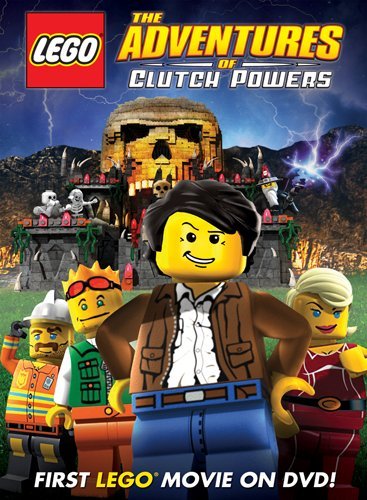 LEGO
THE
ADVENTURES
OF
CLUTCH POWERS
FIRST LEGO® MOVIE ON DVD!